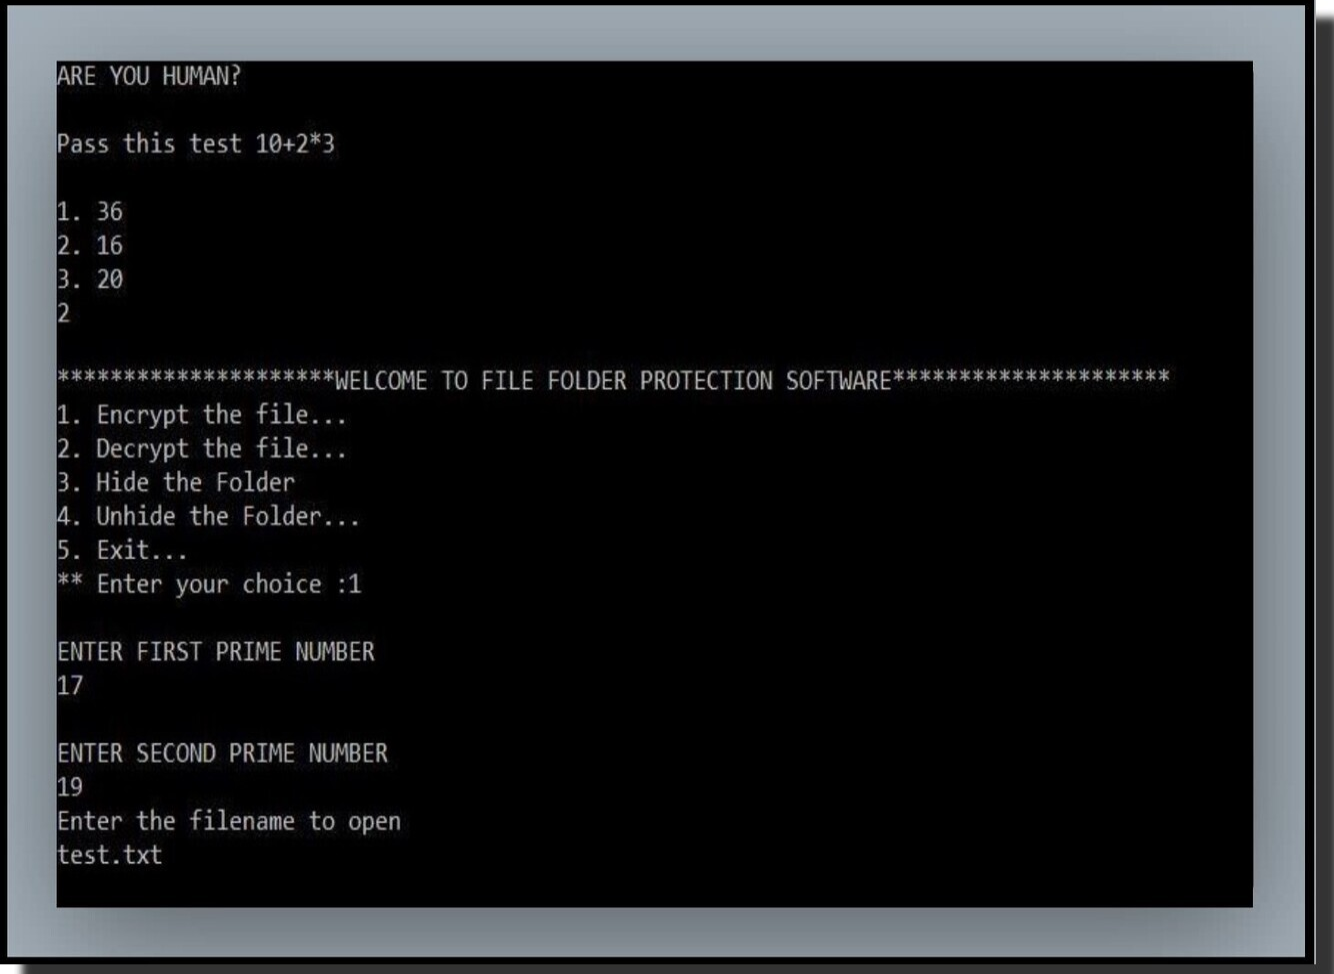 ARE YOU HUMAN?
Pass this test 10+2*3
1. 36
2. 16
3. 20
2
*********************WELCOME TO FILE FOLDER PROTECTION SOFTWARE*********************
1. Encrypt the file...
2. Decrypt the file...
3. Hide the Folder
4. Unhide the Folder...
5. Exit...
** Enter your choice :1
ENTER FIRST PRIME NUMBER
17
ENTER SECOND PRIME NUMBER
19
Enter the filename to open
test.txt